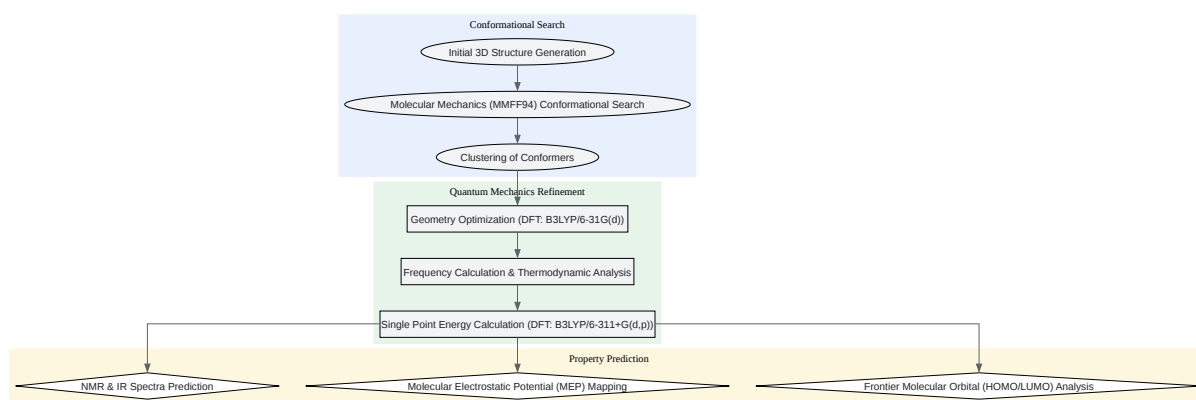 Conformational Search
Initial 3D Structure Generation
Molecular Mechanics (MMFF94) Conformational Search
Clustering of Conformers
Quantum Mechanics Refinement
Geometry Optimization (DFT: B3LYP/6-31G(d))
Frequency Calculation & Thermodynamic Analysis
Single Point Energy Calculation (DFT: B3LYP/6-311+G(d,p))
Property Prediction
NMR & IR Spectra Prediction
Molecular Electrostatic Potential (MEP) Mapping
Frontier Molecular Orbital (HOMO/LUMO) Analysis